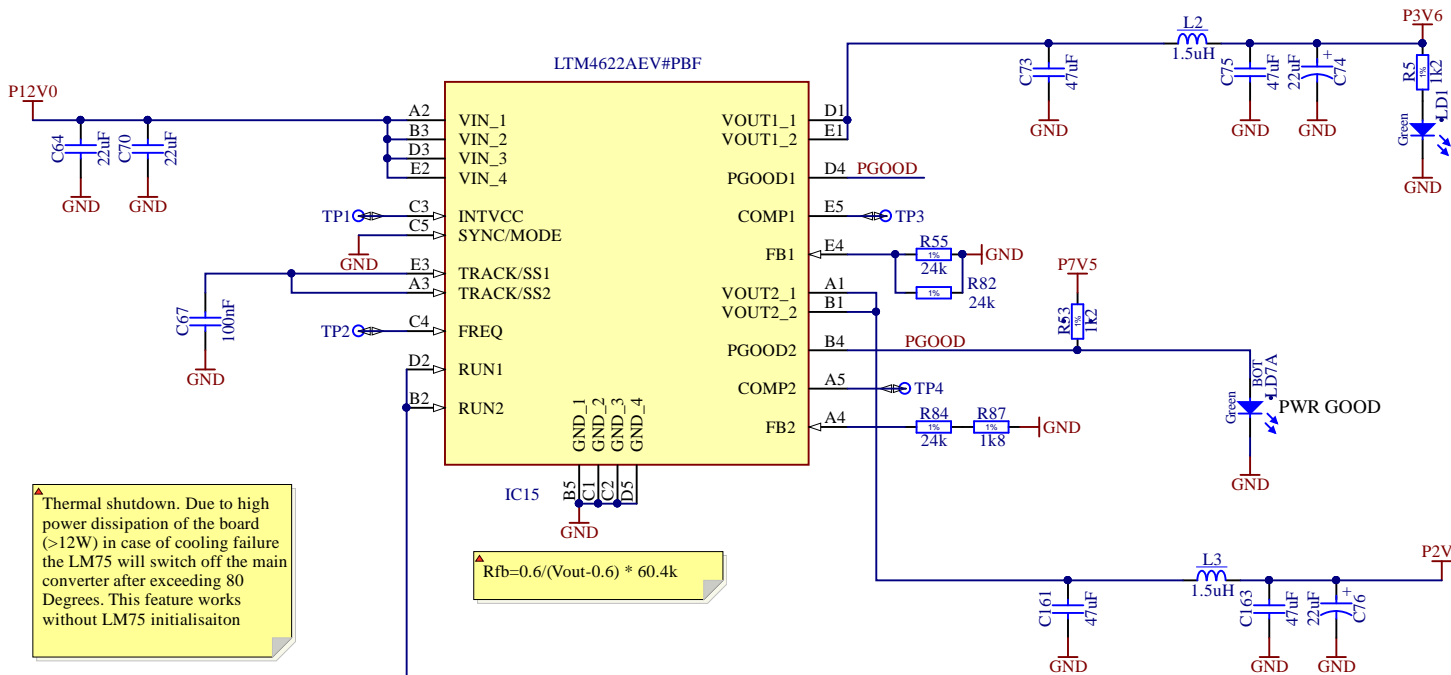 LTM4622AEV#PBF
P12V0
C64
22uF
C70
22uF
GND
GND
A2
B3
D3
E2
VIN_1
VIN_2
VIN_3
VIN_4
TP1
C3
INTVCC
C5
SYNC/MODE
GND
E3
TRACK/SS1
A3
TRACK/SS2
C67
100nF
GND
TP2
C4
FREQ
D2
RUN1
B2
RUN2
VOUT1_1
D1
VOUT1_2
E1
PGOOD1
D4
PGOOD
COMP1
E5
TP3
FB1
E4
R55
1%
24k
GND
R82
1%
24k
VOUT2_1
A1
VOUT2_2
B1
PGOOD2
B4
PGOOD
COMP2
A5
TP4
FB2
A4
R84
1%
24k
R87
1%
1k8
GND
GND_1
GND_2
GND_3
GND_4
B5
C1
C2
D5
GND
IC15
C73
47uF
GND
L2
1.5uH
C75
47uF
GND
22uF
+
C74
GND
P3V6
R5
1%
1k2
Green
LD1
GND
P7V5
R53
1%
1k2
BOT
LD7A
Green
PWR GOOD
GND
C161
47uF
GND
L3
1.5uH
C163
47uF
GND
22uF
+
C76
GND
P2V
Thermal shutdown. Due to high
power dissipation of the board
(>12W) in case of cooling failure
the LM75 will switch off the main
converter after exceeding 80
Degrees. This feature works
without LM75 initialisaiton
Rfb=0.6/(Vout-0.6) * 60.4k